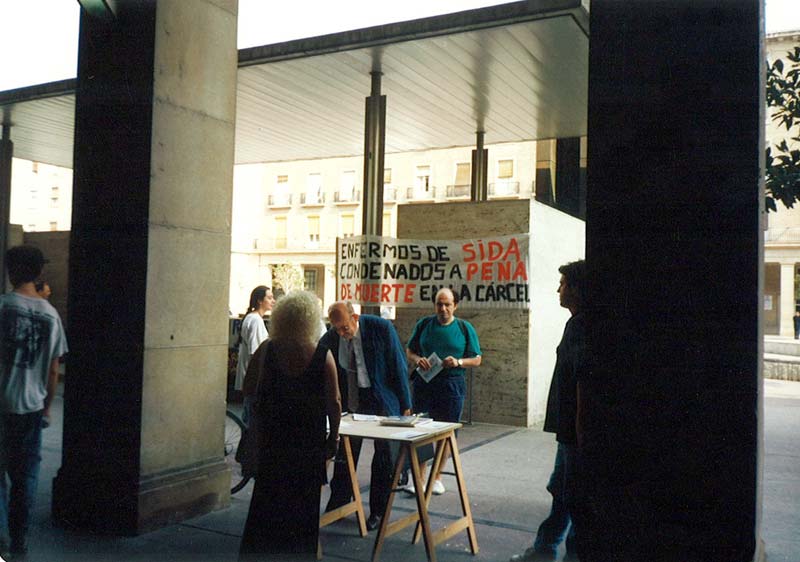 ENFERMOS DE SIDA
CONDENADOS A PENA
DE MUERTE EN LA CÁRCEL